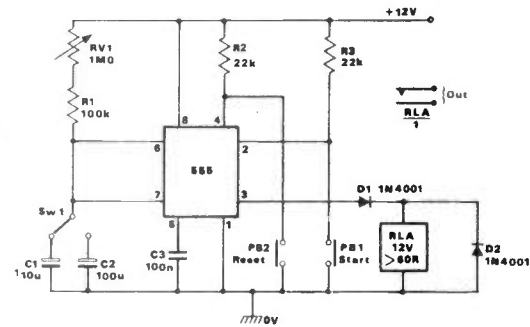 +12V
RV1
1M0
R1
100k
R2
22k
R3
22k
8
4
6
2
555
7
3
5
1
Out
RLA
1
D1 1N4001
Sw1
C1
10u
C2
100u
C3
100n
PB2
Reset
PB1
Start
RLA
12V
>60R
D2
1N4001
0V